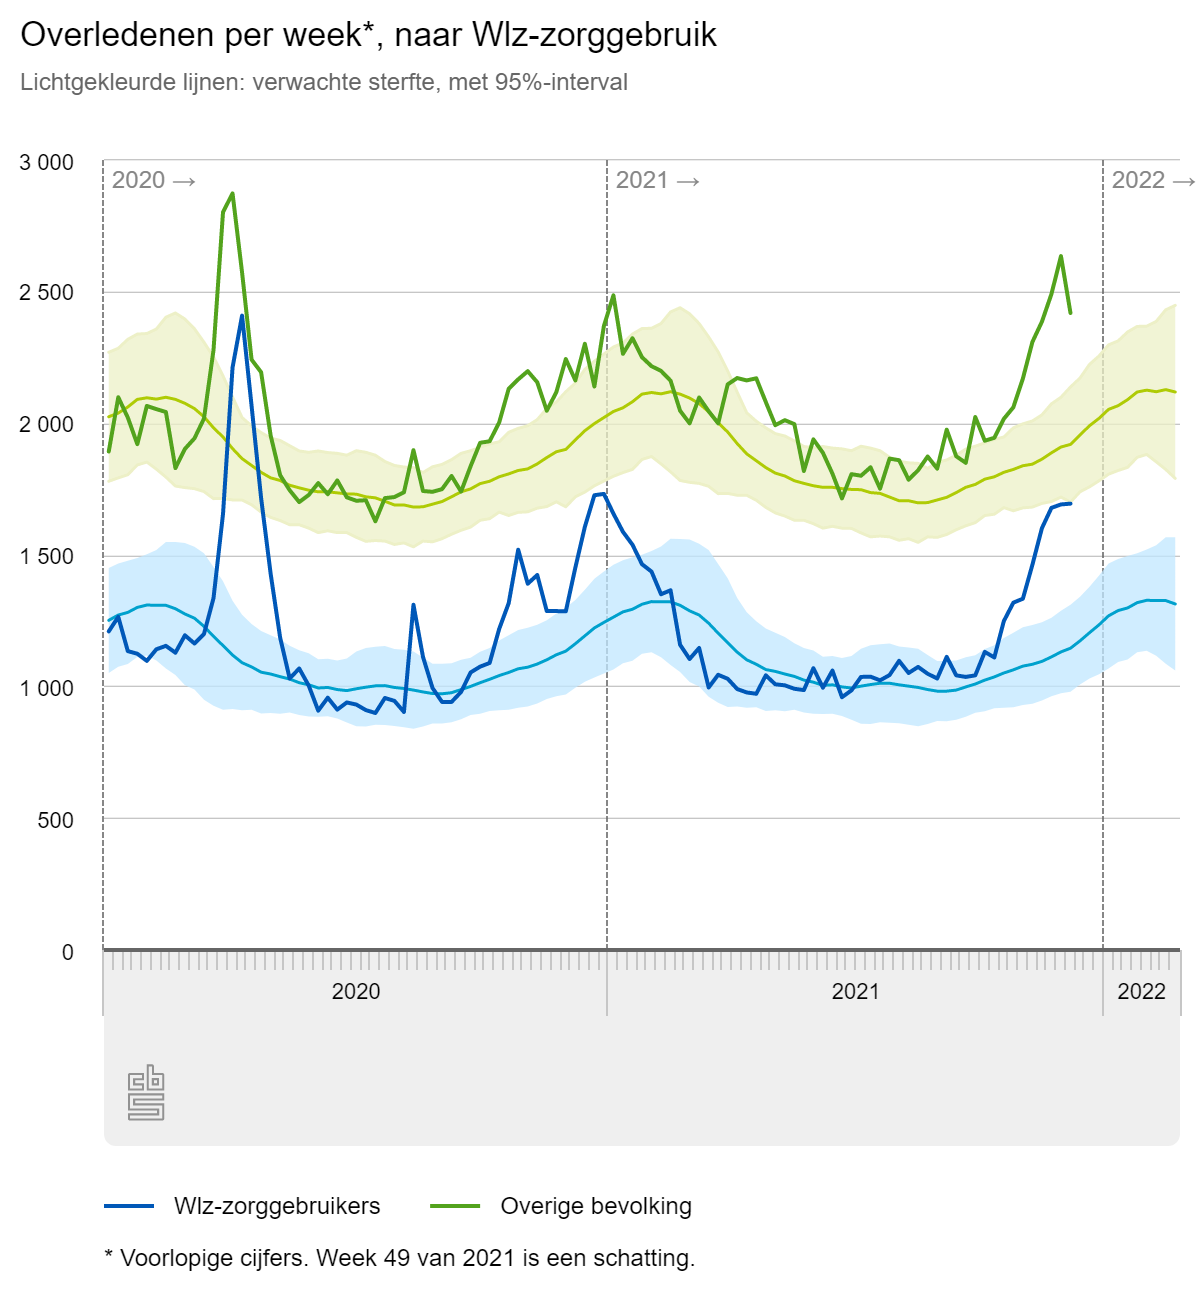 Overledenen per week*, naar Wlz-zorggebruik
Lichtgekleurde lijnen: verwachte sterfte, met 95%-interval
3 000
2020 →
2021 →
2022 →
2 500
2 000
1 500
1 000
500
0
2020
2021
2022
cbs
Wlz-zorggebruikers
Overige bevolking
* Voorlopige cijfers. Week 49 van 2021 is een schatting.